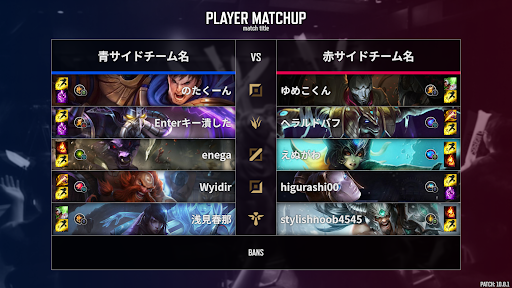 PLAYER MATCHUP
match title
青サイドチーム名 VS 赤サイドチーム名
のたくーん ゆめこくん
Enterキー潰した ヘラルドバフ
enega えぬがわ
Wyidir higurashi00
浅見春那 stylishnoob4545
BANS
PATCH: 10.8.1